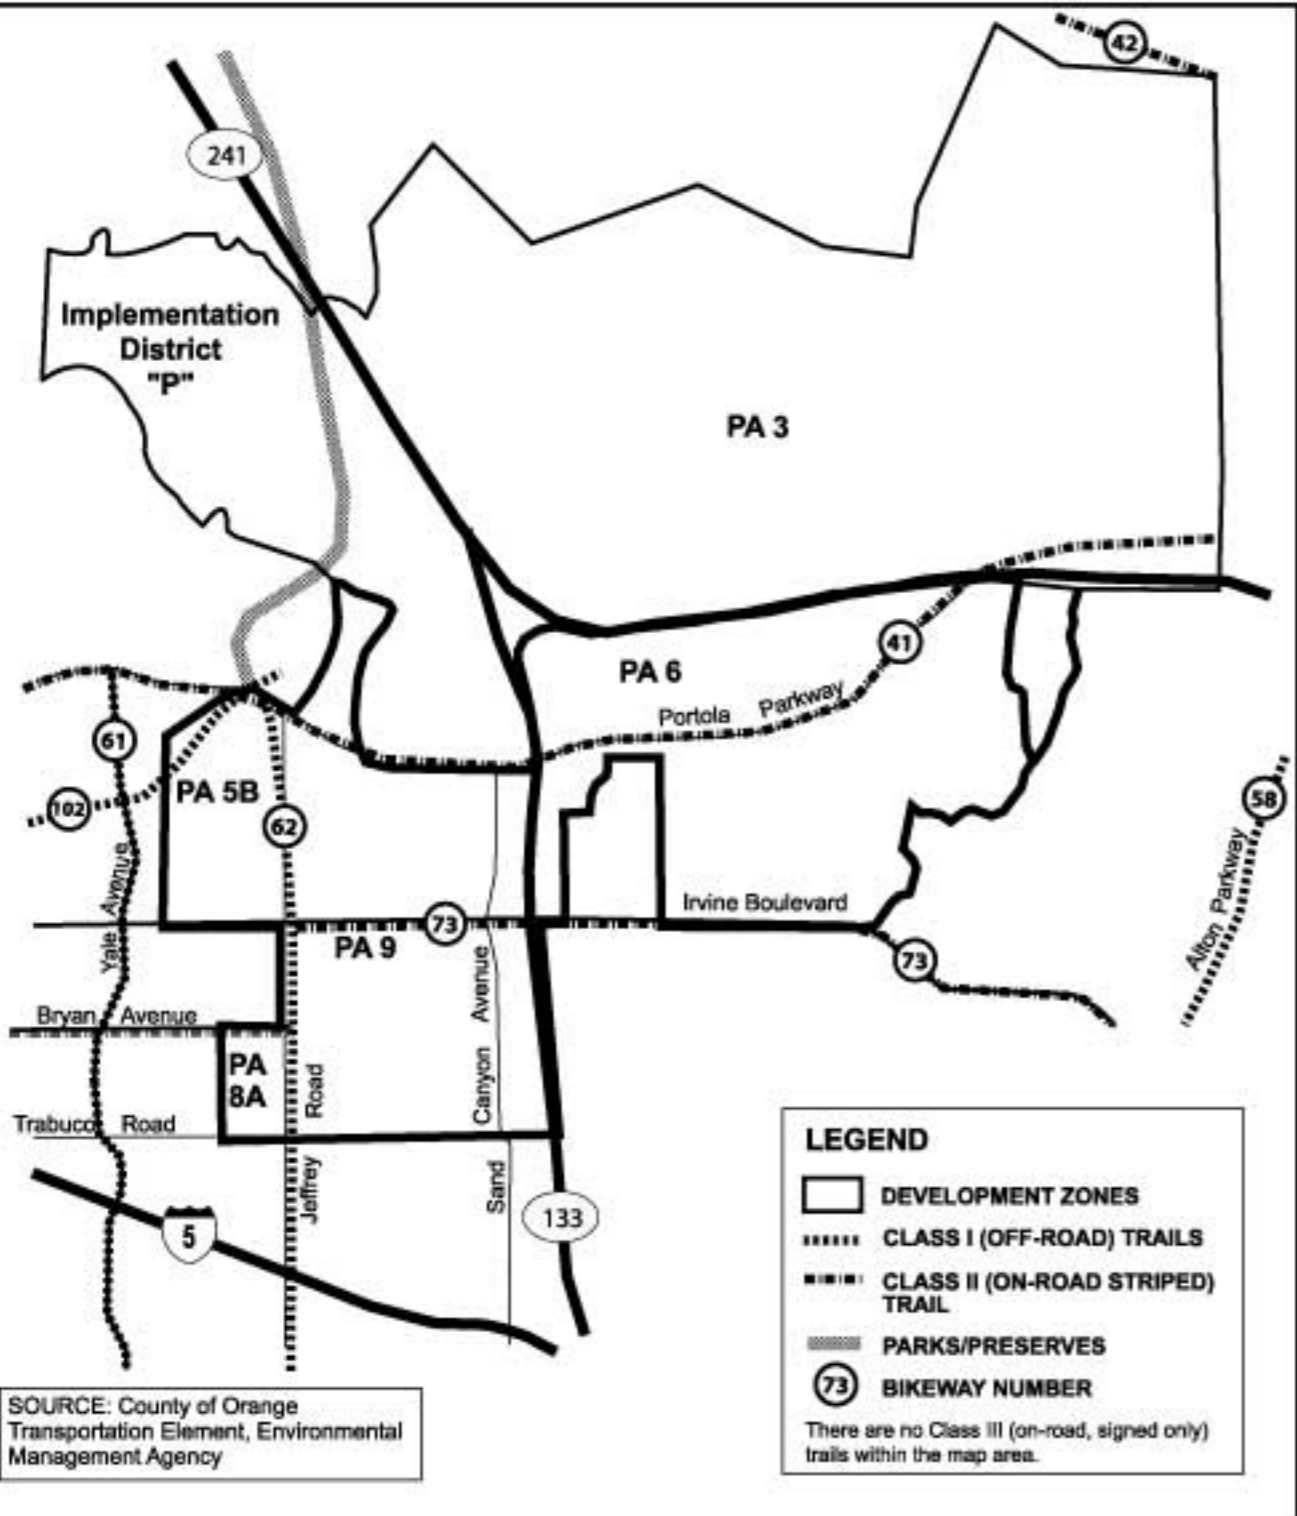 42
241
Implementation
District
"P"
PA 3
41
PA 6
Portola Parkway
61
PA 5B
102
62
58
Yale Avenue
Alton Parkway
Irvine Boulevard
73
PA 9
73
Bryan Avenue
PA
8A
Trabuco Road
Jeffrey Road
Sand Canyon Avenue
5
133
LEGEND
DEVELOPMENT ZONES
CLASS I (OFF-ROAD) TRAILS
CLASS II (ON-ROAD STRIPED)
TRAIL
PARKS/PRESERVES
73 BIKEWAY NUMBER
There are no Class III (on-road, signed only)
trails within the map area.
SOURCE: County of Orange
Transportation Element, Environmental
Management Agency